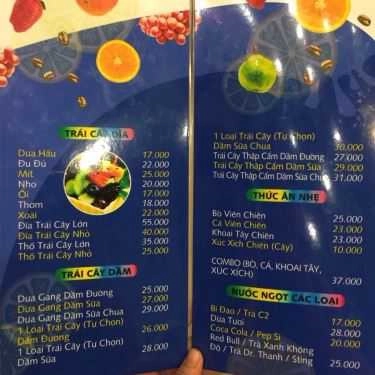 TRÁI CÂY DĨA
Dưa Hấu 17.000
Đu Đủ 22.000
Mít 25.000
Nho 20.000
Ổi 17.000
Thơm 18.000
Xoài 22.000
Đĩa Trái Cây Lớn 55.000
Đĩa Trái Cây Nhỏ 40.000
Thố Trái Cây Lớn 35.000
Thố Trái Cây Nhỏ 25.000
TRÁI CÂY DẦM
Dưa Gang Dầm Đường 25.000
Dưa Gang Dầm Sữa 27.000
Dưa Gang Dầm Sữa Chua 29.000
1 Loại Trái Cây (Tự Chọn)
Dầm Đường 26.000
1 Loại Trái Cây (Tự Chọn)
Dầm Sữa 28.000
1 Loại Trái Cây (Tự Chọn)
Dầm Sữa Chua 30.000
Trái Cây Thập Cẩm Dầm Đường 27.000
Trái Cây Thập Cẩm Dầm Sữa 29.000
Trái Cây Thập Cẩm Dầm Sữa Chua 31.000
THỨC ĂN NHẸ
Bò Viên Chiên 25.000
Cá Viên Chiên 23.000
Khoai Tây Chiên 23.000
Xúc Xích Chiên (Cây) 10.000
COMBO (BÒ, CÁ, KHOAI TÂY,
XÚC XÍCH) 37.000
NƯỚC NGỌT CÁC LOẠI
Bí Đao / Trà C2 17.000
Dừa Tươi 28.000
Coca Cola / Pep Si 20.000
Red Bull / Trà Xanh Không
Độ / Trà Dr. Thanh / Sting 25.000